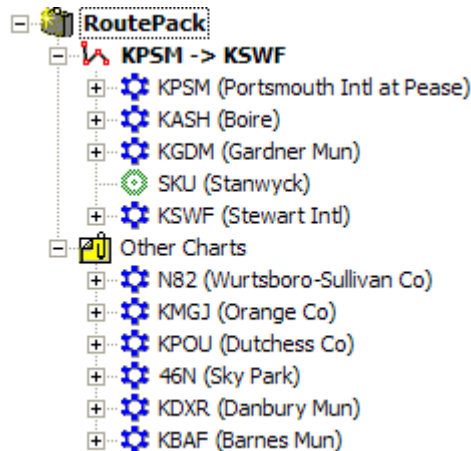 RoutePack
KPSM -> KSWF
KPSM (Portsmouth Intl at Pease)
KASH (Boire)
KGDM (Gardner Mun)
SKU (Stanwyck)
KSWF (Stewart Intl)
Other Charts
N82 (Wurtsboro-Sullivan Co)
KMGJ (Orange Co)
KPOU (Dutchess Co)
46N (Sky Park)
KDXR (Danbury Mun)
KBAF (Barnes Mun)